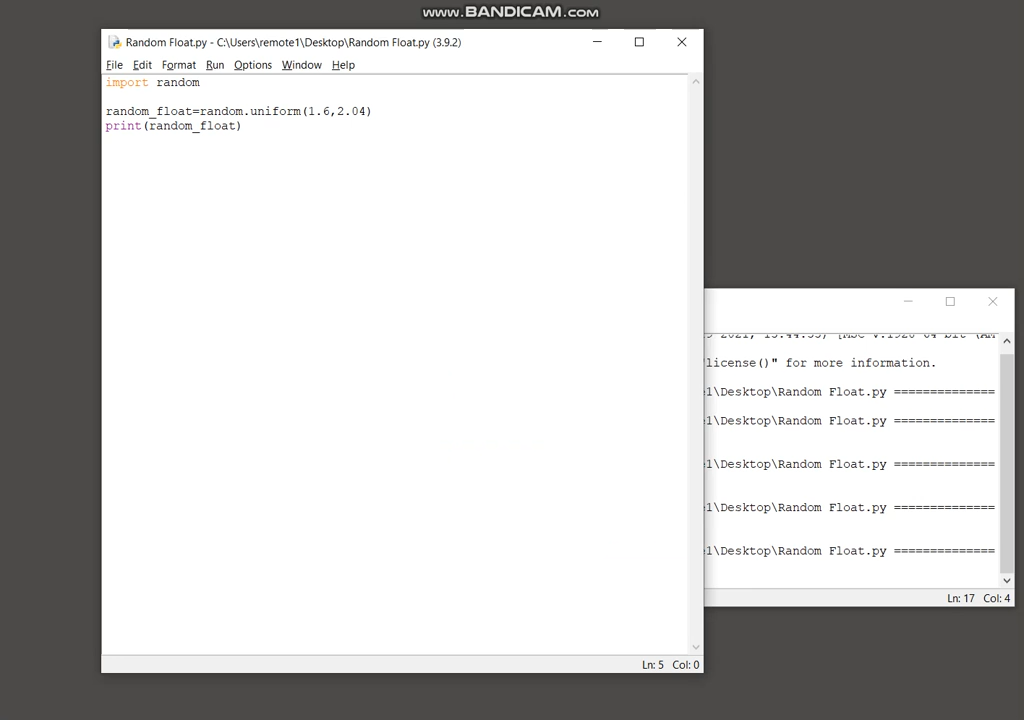 www.BANDICAM.com
Random Float.py - C:\Users\remote1\Desktop\Random Float.py (3.9.2)
File Edit Format Run Options Window Help
import random
random_float=random.uniform(1.6,2.04)
print(random_float)
Ln: 5 Col: 0
"license()" for more information.
1\Desktop\Random Float.py ==============
1\Desktop\Random Float.py ==============
1\Desktop\Random Float.py ==============
1\Desktop\Random Float.py ==============
1\Desktop\Random Float.py ==============
Ln: 17 Col: 4